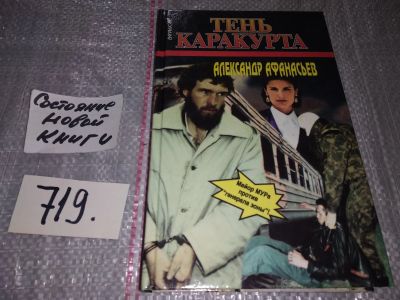 ТЕНЬ
КАРАКУРТА
АЛЕКСАНДР АФАНАСЬЕВ
Майор МУРа
против
"генерала зоны"!
Состояние
новой
книги
719.